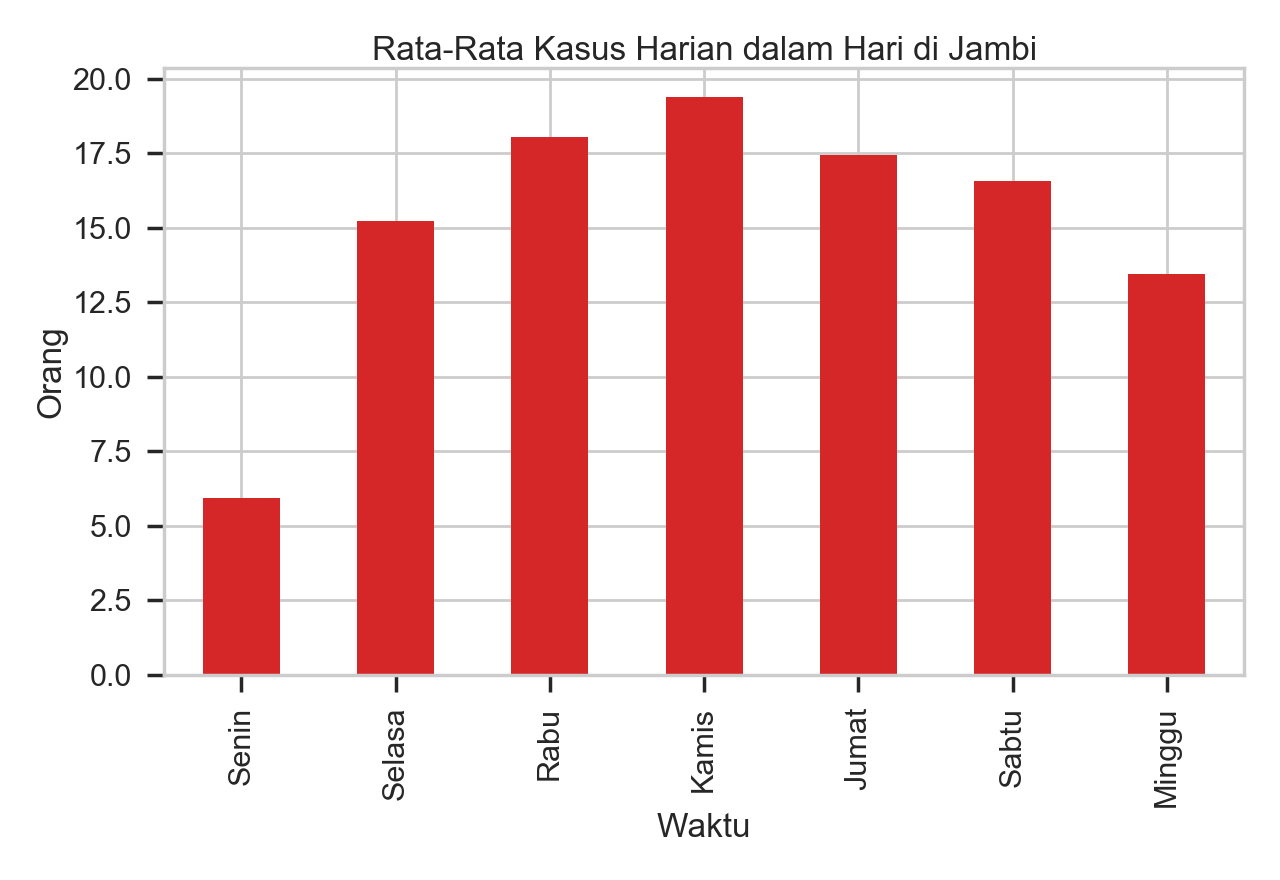 Rata-Rata Kasus Harian dalam Hari di Jambi
20.0
17.5
15.0
12.5
10.0
7.5
5.0
2.5
0.0
Orang
Senin
Selasa
Rabu
Kamis
Jumat
Sabtu
Minggu
Waktu